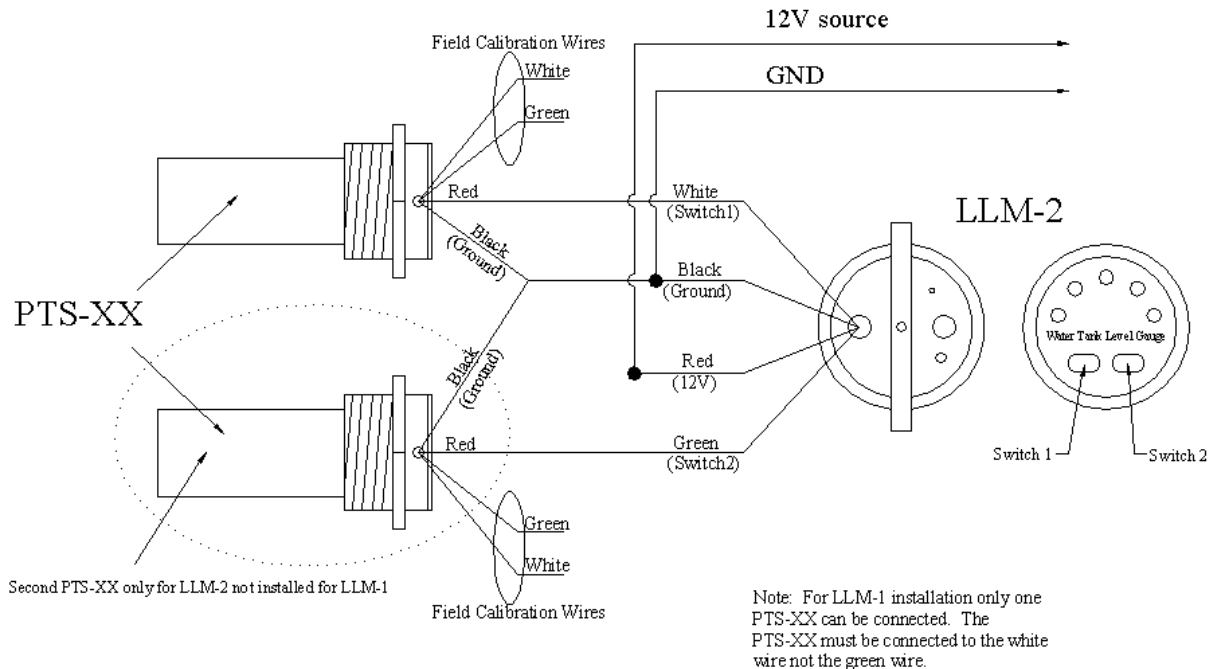 12V source
GND
Field Calibration Wires
White
Green
Red
White
(Switch1)
LLM-2
Black
(Ground)
Black
(Ground)
PTS-XX
Water Tank Level Gauge
Black
(Ground)
Red
(12V)
Red
Green
(Switch2)
Switch 1
Switch 2
Green
White
Second PTS-XX only for LLM-2 not installed for LLM-1
Field Calibration Wires
Note: For LLM-1 installation only one
PTS-XX can be connected. The
PTS-XX must be connected to the white
wire not the green wire.